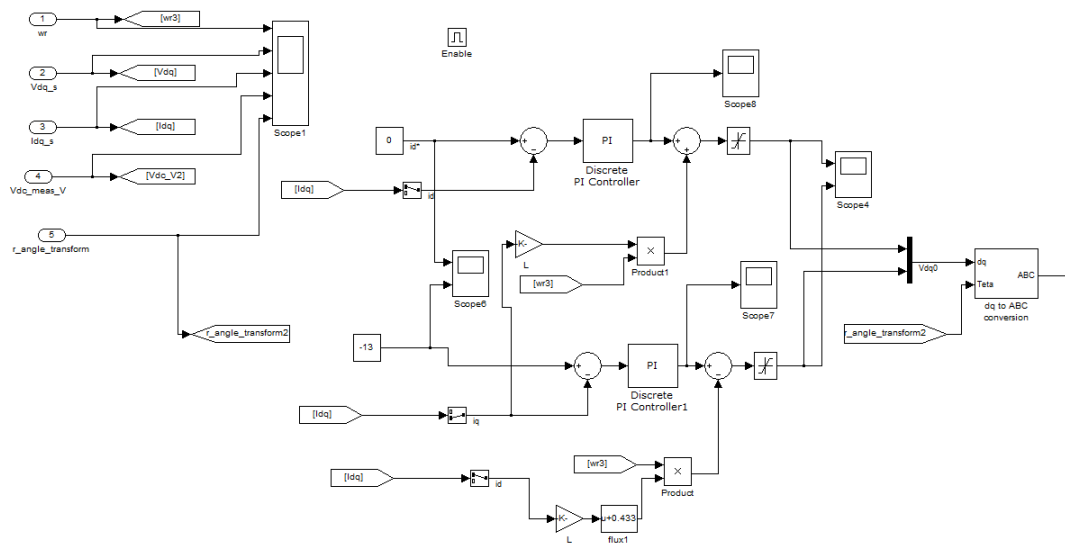 1
wr
[wr3]
2
Vdq_s
[Vdq]
3
Idq_s
[Idq]
4
Vdc_meas_V
[Vdc_V2]
5
r_angle_transform
r_angle_transform2
Scope1
Enable
0
id*
[Idq]
id
+
−
PI
Discrete
PI Controller
Scope8
+
+
Scope4
K-
L
[wr3]
×
Product1
Scope6
Scope7
-13
+
−
PI
Discrete
PI Controller1
+
−
[Idq]
iq
[Idq]
id
K-
L
u+0.433
flux1
[wr3]
×
Product
Vdq0
dq
Teta
ABC
dq to ABC
conversion
r_angle_transform2